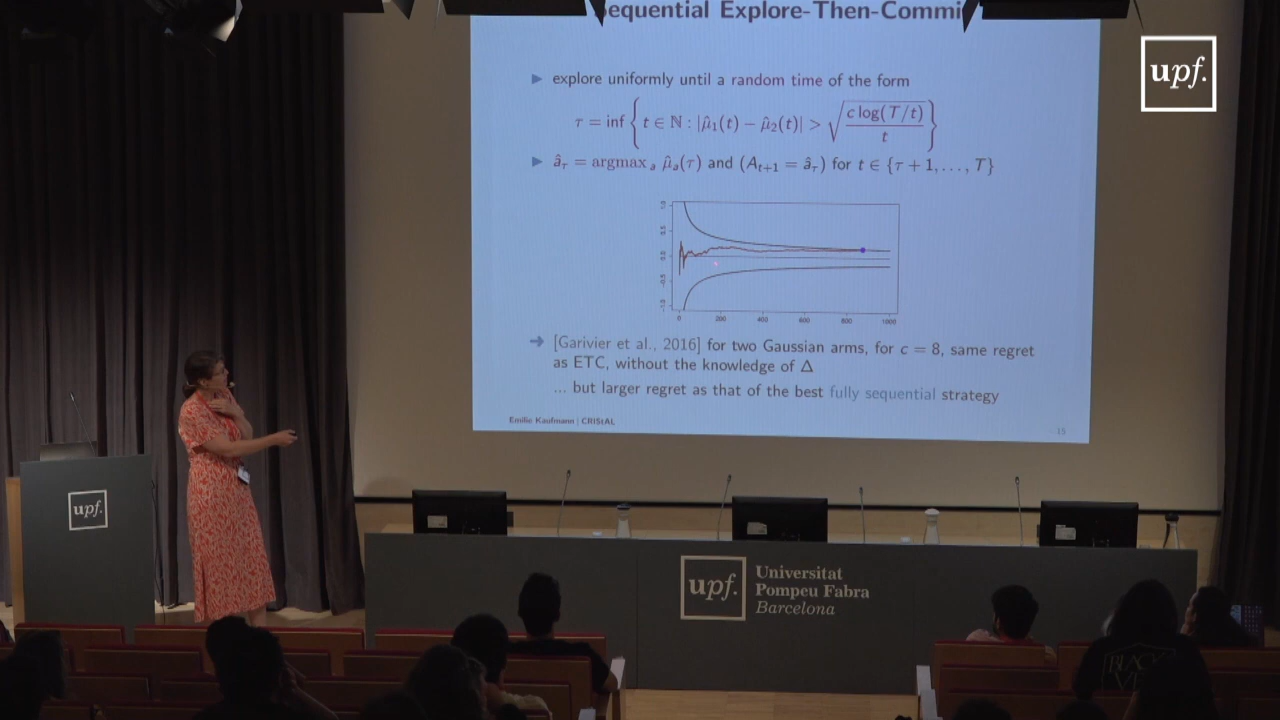 Sequential Explore-Then-Commi
upf.
▶ explore uniformly until a random time of the form
τ = inf { t ∈ ℕ : |μ̂₁(t) − μ̂₂(t)| > √(c log(T/t) / t) }
▶ â_τ = argmax_a μ̂_a(τ) and (A_{t+1} = â_τ) for t ∈ {τ + 1, . . . , T}
0 200 400 600 800 1000
➔ [Garivier et al., 2016] for two Gaussian arms, for c = 8, same regret
as ETC, without the knowledge of Δ
... but larger regret as that of the best fully sequential strategy
Emilie Kaufmann | CRIStAL
15
upf.
upf.
Universitat
Pompeu Fabra
Barcelona